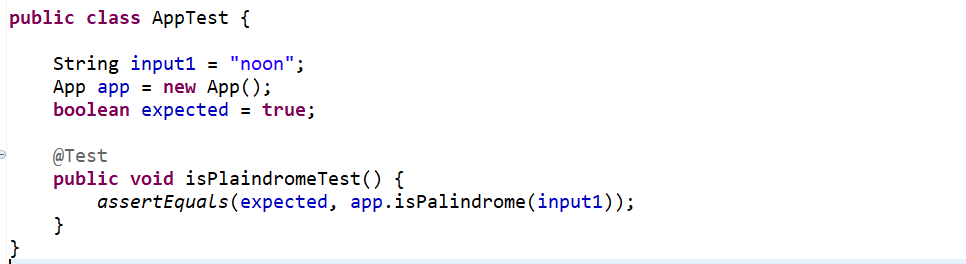 public class AppTest {
String input1 = "noon";
App app = new App();
boolean expected = true;
@Test
public void isPlaindromeTest() {
assertEquals(expected, app.isPalindrome(input1));
}
}